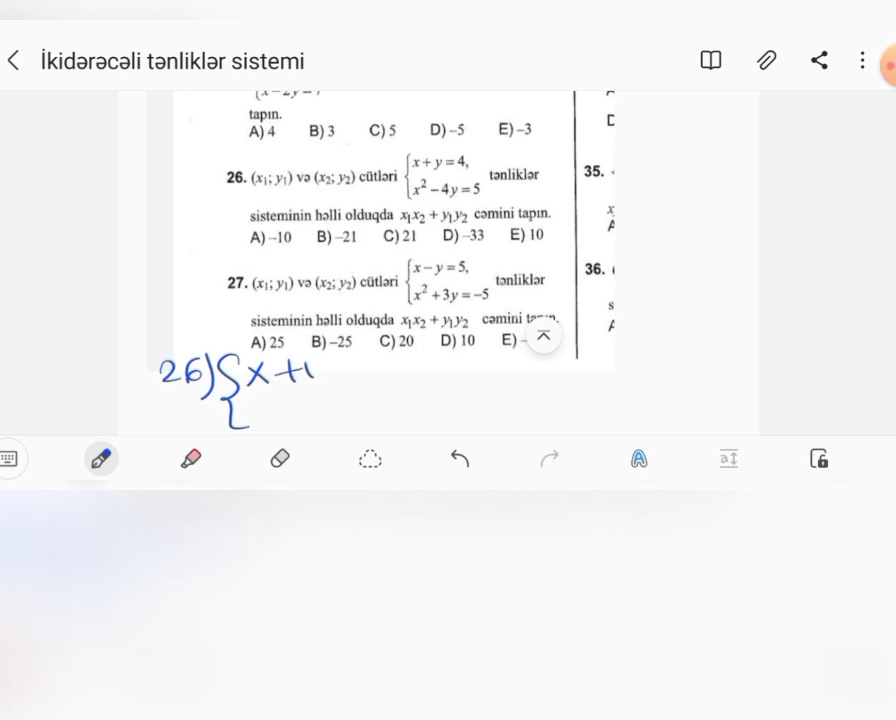 İkidərəcəli tənliklər sistemi
tapın.
A) 4 B) 3 C) 5 D) –5 E) –3
26. (x₁; y₁) və (x₂; y₂) cütləri {x + y = 4, x² – 4y = 5 tənliklər
sisteminin həlli olduqda x₁x₂ + y₁y₂ cəmini tapın.
A) –10 B) –21 C) 21 D) –33 E) 10
27. (x₁; y₁) və (x₂; y₂) cütləri {x – y = 5, x² + 3y = –5 tənliklər
sisteminin həlli olduqda x₁x₂ + y₁y₂ cəmini
A) 25 B) –25 C) 20 D) 10 E) –
35.
36.
26) { x +